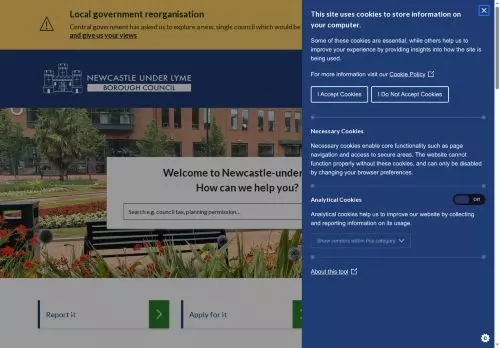 Local government reorganisation
Central government has asked us to explore a new, single council which would be
and give us your views
NEWCASTLE UNDER LYME
BOROUGH COUNCIL
Welcome to Newcastle-under-
How can we help you?
Search e.g. council tax, planning permission...
Report it
Apply for it
This site uses cookies to store information on
your computer.
Some of these cookies are essential, while others help us to
improve your experience by providing insights into how the site is
being used.
For more information visit our Cookie Policy
I Accept Cookies
I Do Not Accept Cookies
Necessary Cookies
Necessary cookies enable core functionality such as page
navigation and access to secure areas. The website cannot
function properly without these cookies, and can only be disabled
by changing your browser preferences.
Analytical Cookies
Off
Analytical cookies help us to improve our website by collecting
and reporting information on its usage.
Show vendors within this category
About this tool